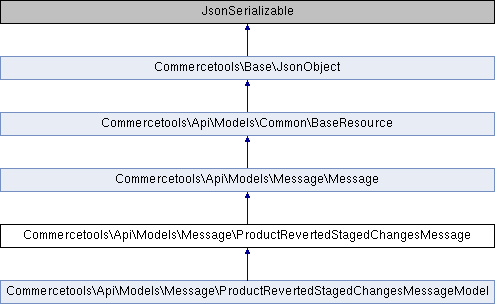 JsonSerializable
Commercetools\Base\JsonObject
Commercetools\Api\Models\Common\BaseResource
Commercetools\Api\Models\Message\Message
Commercetools\Api\Models\Message\ProductRevertedStagedChangesMessage
Commercetools\Api\Models\Message\ProductRevertedStagedChangesMessageModel